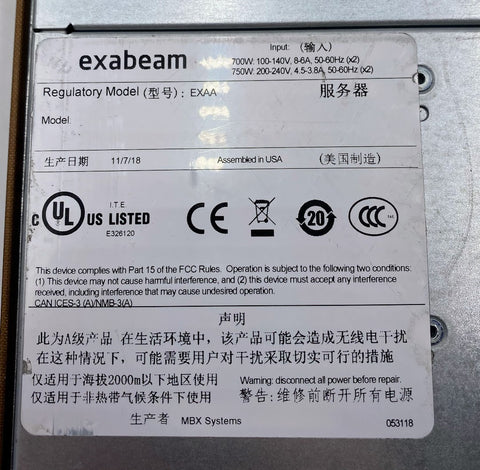 exabeam
Input: (输入)
700W: 100-140V, 8-6A, 50-60Hz (x2)
750W: 200-240V, 4.5-3.8A, 50-60Hz (x2)
Regulatory Model (型号): EXAA 服务器
Model:
生产日期 11/7/18 Assembled in USA (美国制造)
c UL US LISTED
I.T.E
E326120
CE
20
CCC
This device complies with Part 15 of the FCC Rules. Operation is subject to the following two conditions:
(1) This device may not cause harmful interference, and (2) this device must accept any interference
received, including interference that may cause undesired operation.
CAN ICES-3 (A)/NMB-3(A)
声明
此为A级产品 在生活环境中，该产品可能会造成无线电干扰
在这种情况下，可能需要用户对干扰采取切实可行的措施
仅适用于海拔2000m以下地区使用 Warning: disconnect all power before repair.
仅适用于非热带气候条件下使用 警告: 维修前断开所有电源
生产者 MBX Systems 053118